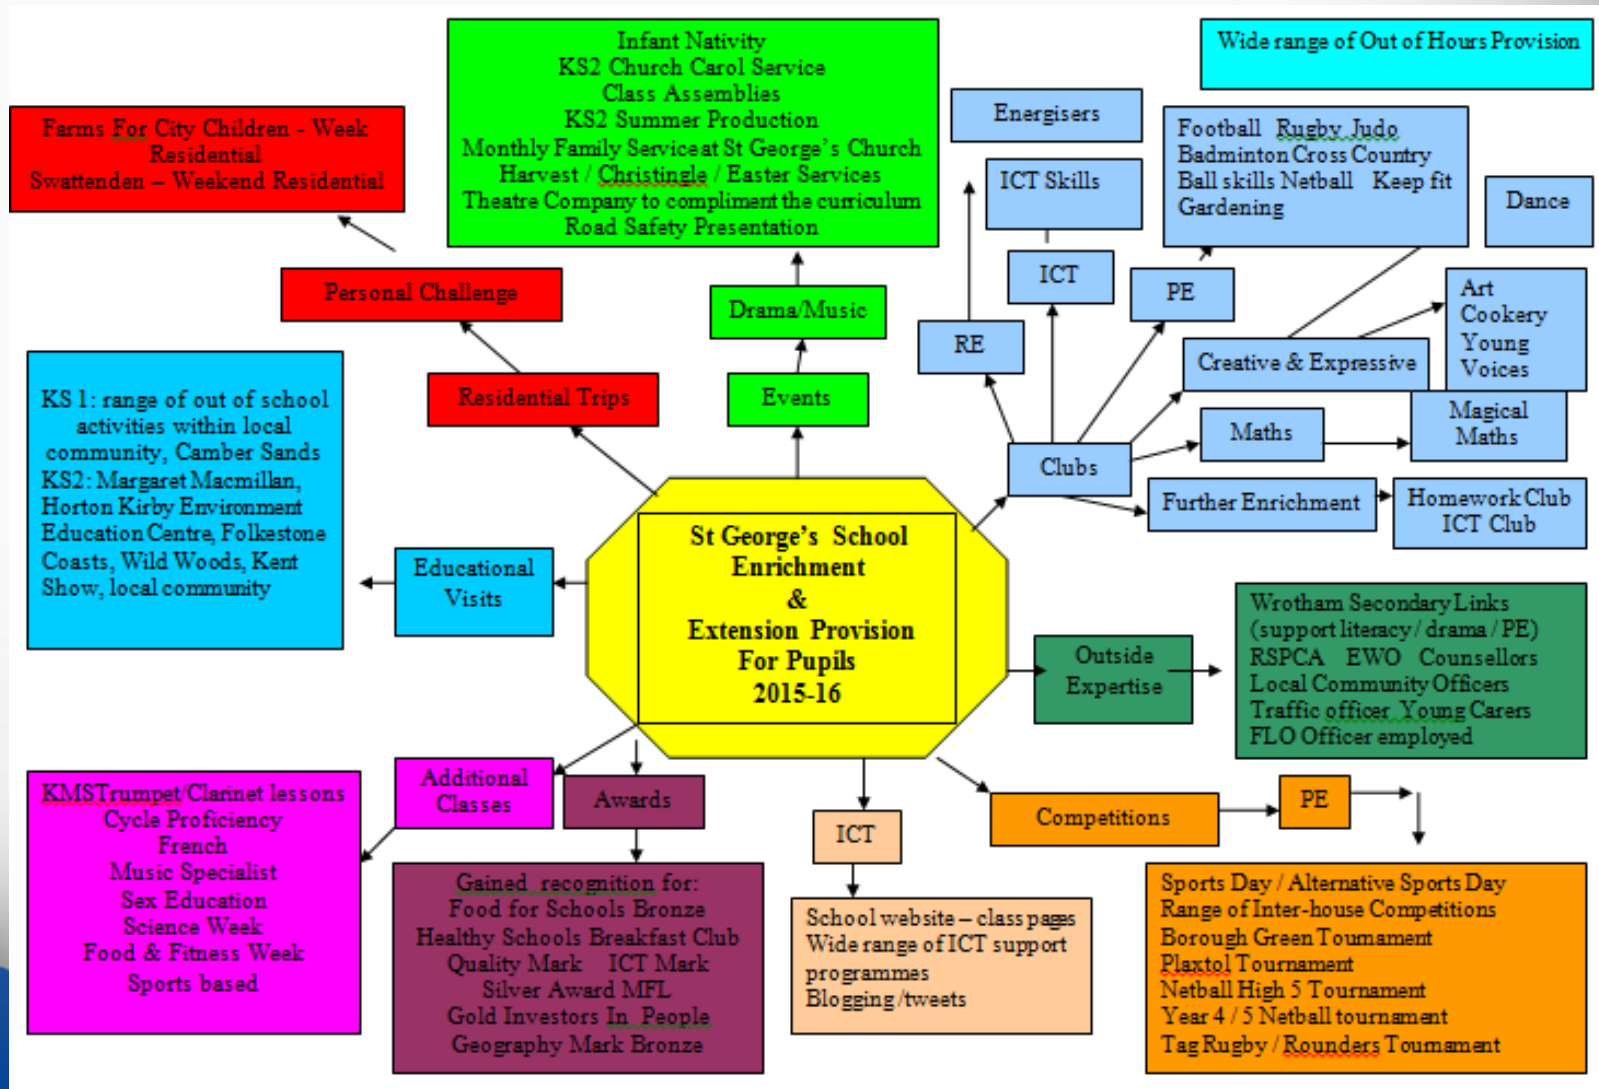 Infant Nativity
KS2 Church Carol Service
Class Assemblies
KS2 Summer Production
Monthly Family Service at St George's Church
Harvest / Christingle / Easter Services
Theatre Company to compliment the curriculum
Road Safety Presentation
Wide range of Out of Hours Provision
Farms For City Children - Week
Residential
Swattenden – Weekend Residential
Energisers
Football Rugby Judo
Badminton Cross Country
Ball skills Netball Keep fit
Gardening
ICT Skills
Dance
Personal Challenge
Drama/Music
ICT
PE
RE
Art
Cookery
Young
Voices
Creative & Expressive
Residential Trips
Events
KS 1: range of out of school
activities within local
community, Camber Sands
KS2: Margaret Macmillan,
Horton Kirby Environment
Education Centre, Folkestone
Coasts, Wild Woods, Kent
Show, local community
Magical
Maths
Maths
Clubs
Further Enrichment
Homework Club
ICT Club
St George's School
Enrichment
&
Extension Provision
For Pupils
2015-16
Educational
Visits
Outside
Expertise
Wrotham Secondary Links
(support literacy / drama / PE)
RSPCA EWO Counsellors
Local Community Officers
Traffic officer Young Carers
FLO Officer employed
Additional
Classes
Awards
ICT
Competitions
PE
KMSTrumpet/Clarinet lessons
Cycle Proficiency
French
Music Specialist
Sex Education
Science Week
Food & Fitness Week
Sports based
Gained recognition for:
Food for Schools Bronze
Healthy Schools Breakfast Club
Quality Mark ICT Mark
Silver Award MFL
Gold Investors In People
Geography Mark Bronze
School website – class pages
Wide range of ICT support
programmes
Blogging /tweets
Sports Day / Alternative Sports Day
Range of Inter-house Competitions
Borough Green Tournament
Plaxtol Tournament
Netball High 5 Tournament
Year 4 / 5 Netball tournament
Tag Rugby / Rounders Tournament